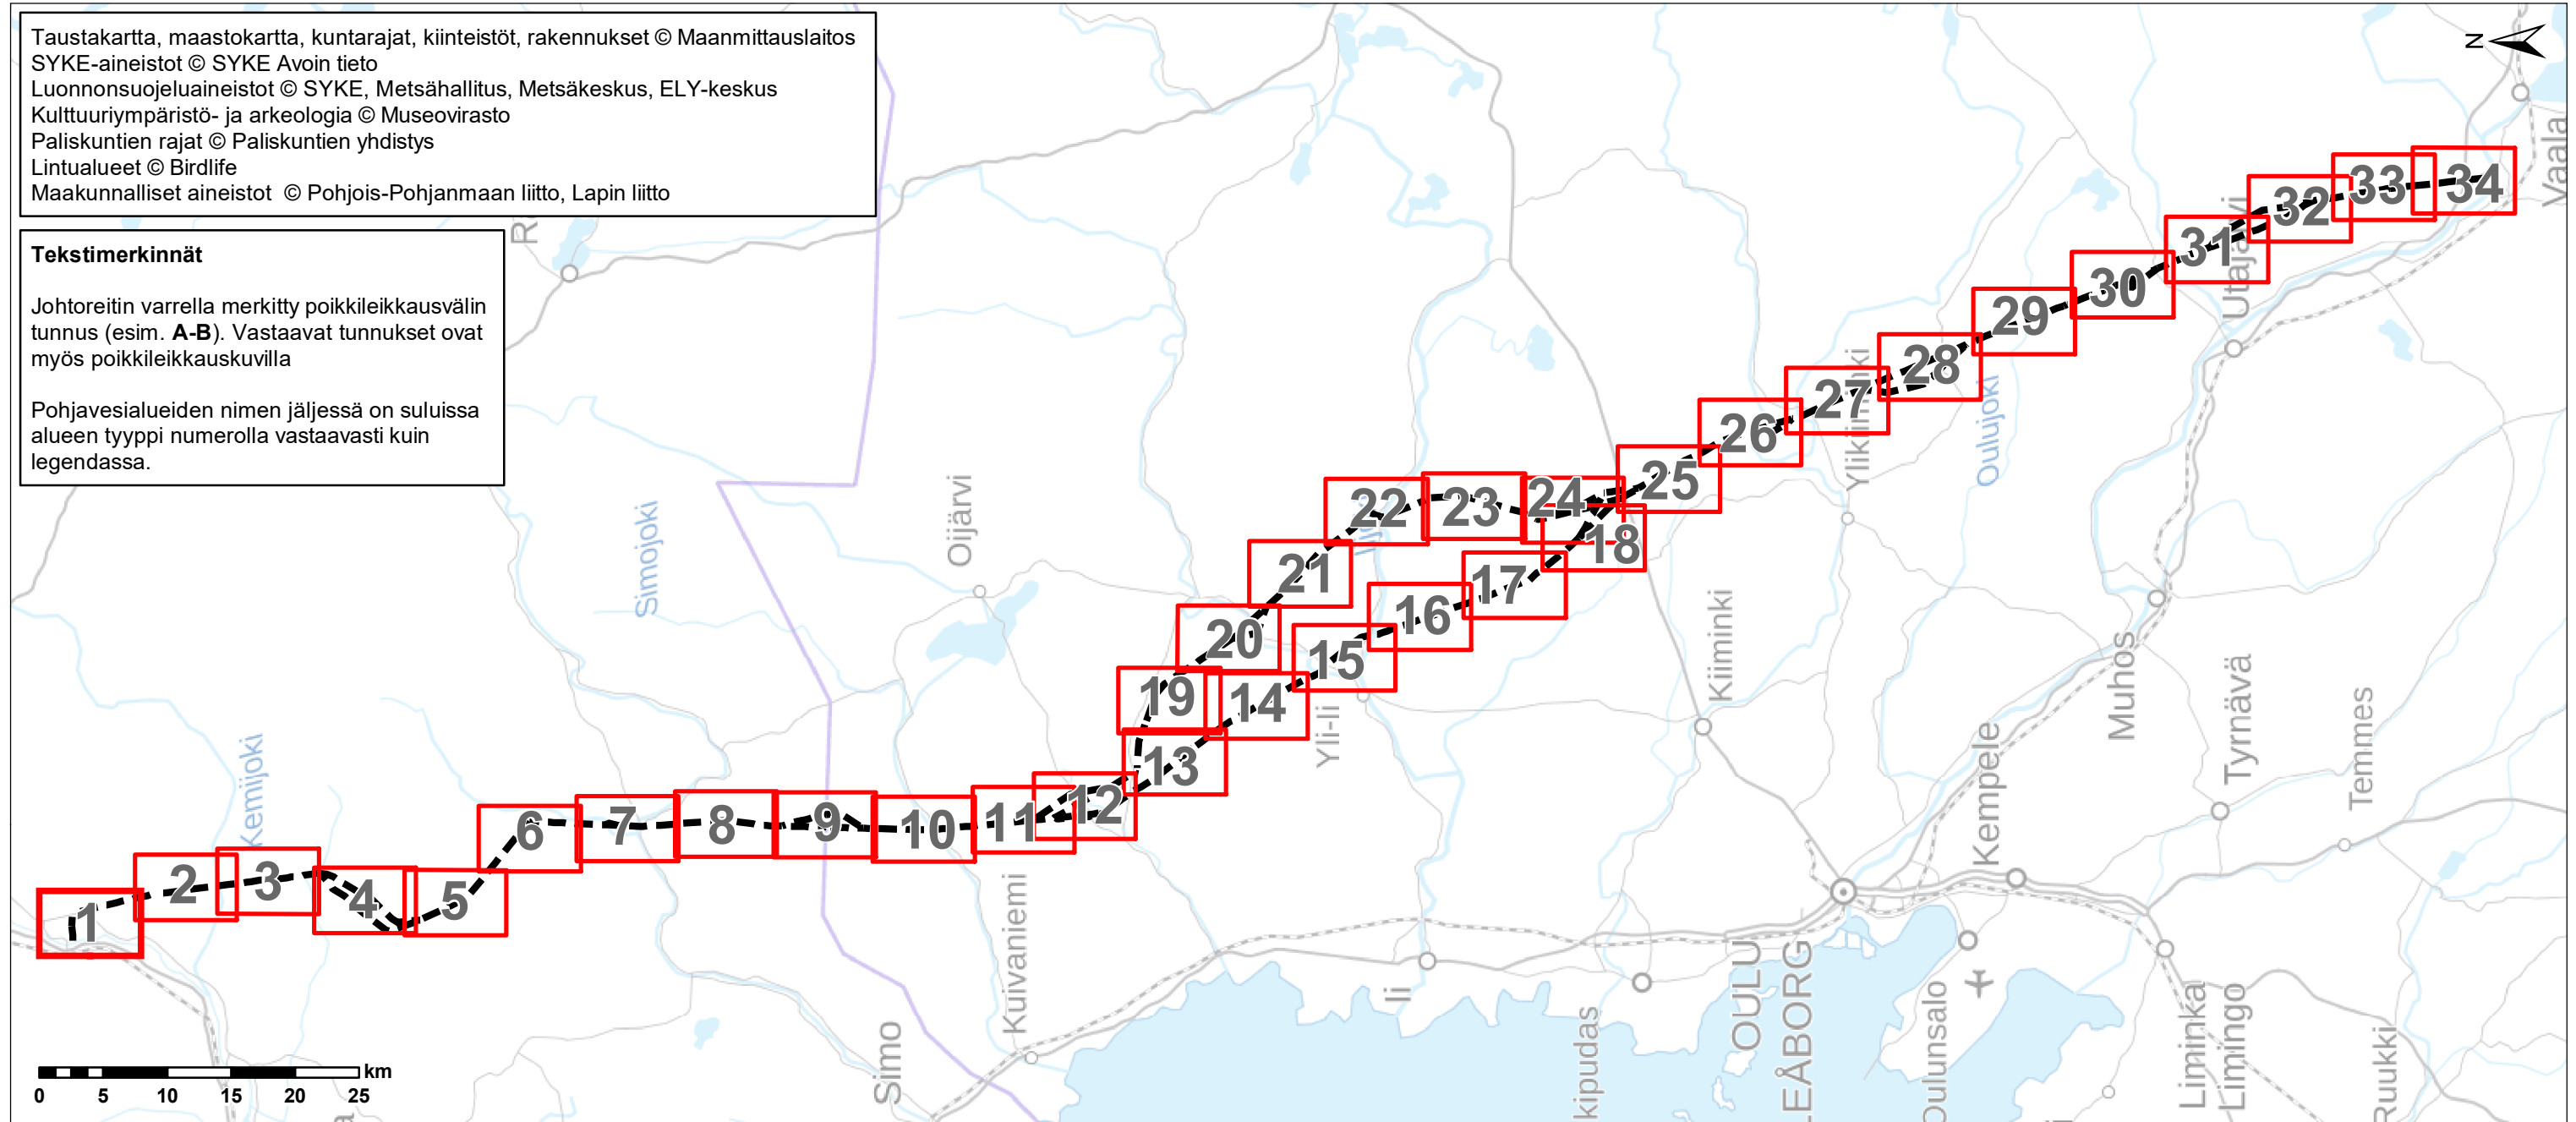 Taustakartta, maastokartta, kuntarajat, kiinteistöt, rakennukset © Maanmittauslaitos
SYKE-aineistot © SYKE Avoin tieto
Luonnonsuojeluaineistot © SYKE, Metsähallitus, Metsäkeskus, ELY-keskus
Kulttuuriympäristö- ja arkeologia © Museovirasto
Paliskuntien rajat © Paliskuntien yhdistys
Lintualueet © Birdlife
Maakunnalliset aineistot © Pohjois-Pohjanmaan liitto, Lapin liitto
Tekstimerkinnät
Johtoreitin varrella merkitty poikkileikkausvälin
tunnus (esim. A-B). Vastaavat tunnukset ovat
myös poikkileikkauskuvilla
Pohjavesialueiden nimen jäljessä on suluissa
alueen tyyppi numerolla vastaavasti kuin
legendassa.
N
R
Vaala
Utajärvi
Ylikiiminki
Oulujoki
Oijärvi
Simojoki
Kemijoki
Yli-Ii
Kiiminki
Muhos
Tyrnävä
Temmes
Kempele
Kuivaniemi
Simo
Ii
kipudas
OULU
LEÅBORG
Oulunsalo
Liminka
Limingo
Ruukki
1
2
3
4
5
6
7
8
9
10
11
12
13
14
15
16
17
18
19
20
21
22
23
24
25
26
27
28
29
30
31
32
33
34
km
0 5 10 15 20 25
a